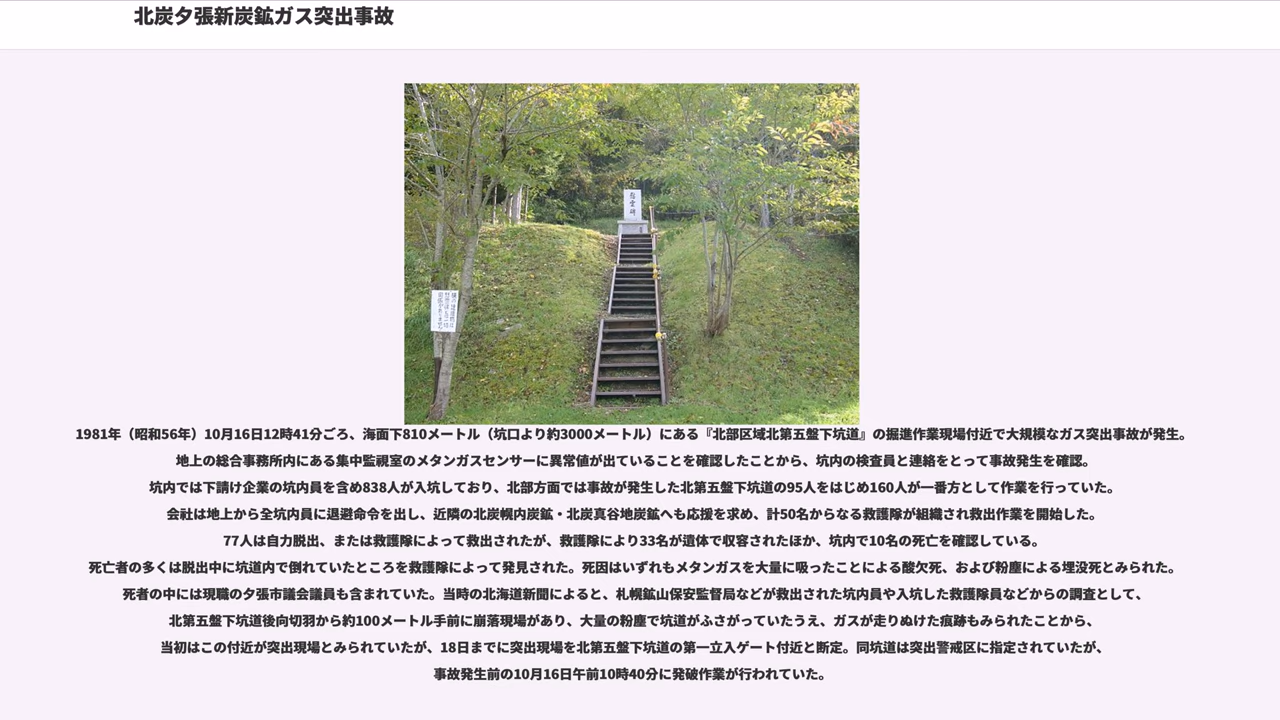 北炭夕張新炭鉱ガス突出事故
慰霊碑
1981年（昭和56年）10月16日12時41分ごろ、海面下810メートル（坑口より約3000メートル）にある『北部区域北第五盤下坑道』の掘進作業現場付近で大規模なガス突出事故が発生。
地上の総合事務所内にある集中監視室のメタンガスセンサーに異常値が出ていることを確認したことから、坑内の検査員と連絡をとって事故発生を確認。
坑内では下請け企業の坑内員を含め838人が入坑しており、北部方面では事故が発生した北第五盤下坑道の95人をはじめ160人が一番方として作業を行っていた。
会社は地上から全坑内員に退避命令を出し、近隣の北炭幌内炭鉱・北炭真谷地炭鉱へも応援を求め、計50名からなる救護隊が組織され救出作業を開始した。
77人は自力脱出、または救護隊によって救出されたが、救護隊により33名が遺体で収容されたほか、坑内で10名の死亡を確認している。
死亡者の多くは脱出中に坑道内で倒れていたところを救護隊によって発見された。死因はいずれもメタンガスを大量に吸ったことによる酸欠死、および粉塵による埋没死とみられた。
死者の中には現職の夕張市議会議員も含まれていた。当時の北海道新聞によると、札幌鉱山保安監督局などが救出された坑内員や入坑した救護隊員などからの調査として、
北第五盤下坑道後向切羽から約100メートル手前に崩落現場があり、大量の粉塵で坑道がふさがっていたうえ、ガスが走りぬけた痕跡もみられたことから、
当初はこの付近が突出現場とみられていたが、18日までに突出現場を北第五盤下坑道の第一立入ゲート付近と断定。同坑道は突出警戒区に指定されていたが、
事故発生前の10月16日午前10時40分に発破作業が行われていた。